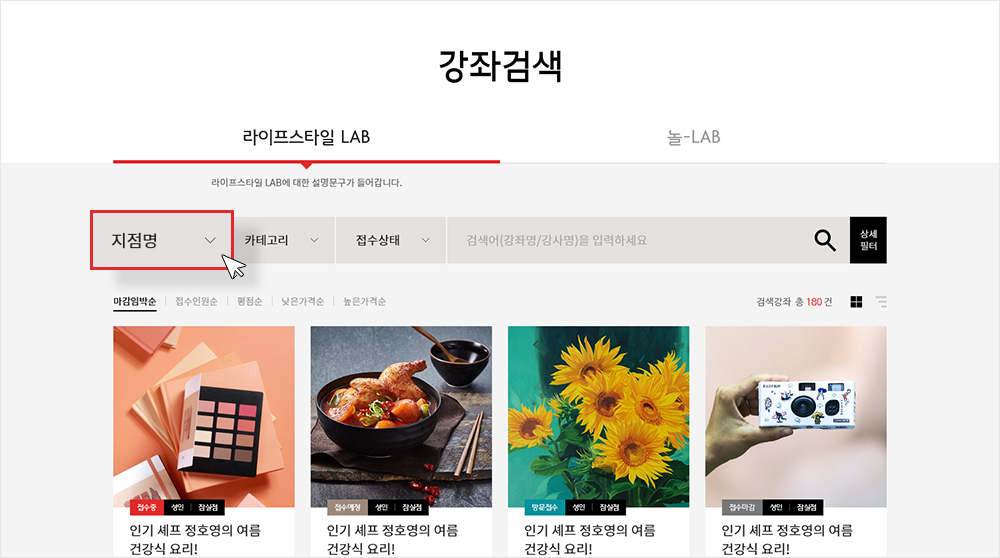 강좌검색
라이프스타일 LAB
놀-LAB
라이프스타일 LAB에 대한 설명문구가 들어갑니다.
지점명
카테고리
접수상태
검색어(강좌명/강사명)을 입력하세요
상세
필터
마감임박순
접수인원순
평점순
낮은가격순
높은가격순
검색강좌 총 180 건
접수중 성인 잠실점
접수예정 성인 잠실점
방문접수 성인 잠실점
접수마감 성인 잠실점
인기 셰프 정호영의 여름
건강식 요리!
인기 셰프 정호영의 여름
건강식 요리!
인기 셰프 정호영의 여름
건강식 요리!
인기 셰프 정호영의 여름
건강식 요리!